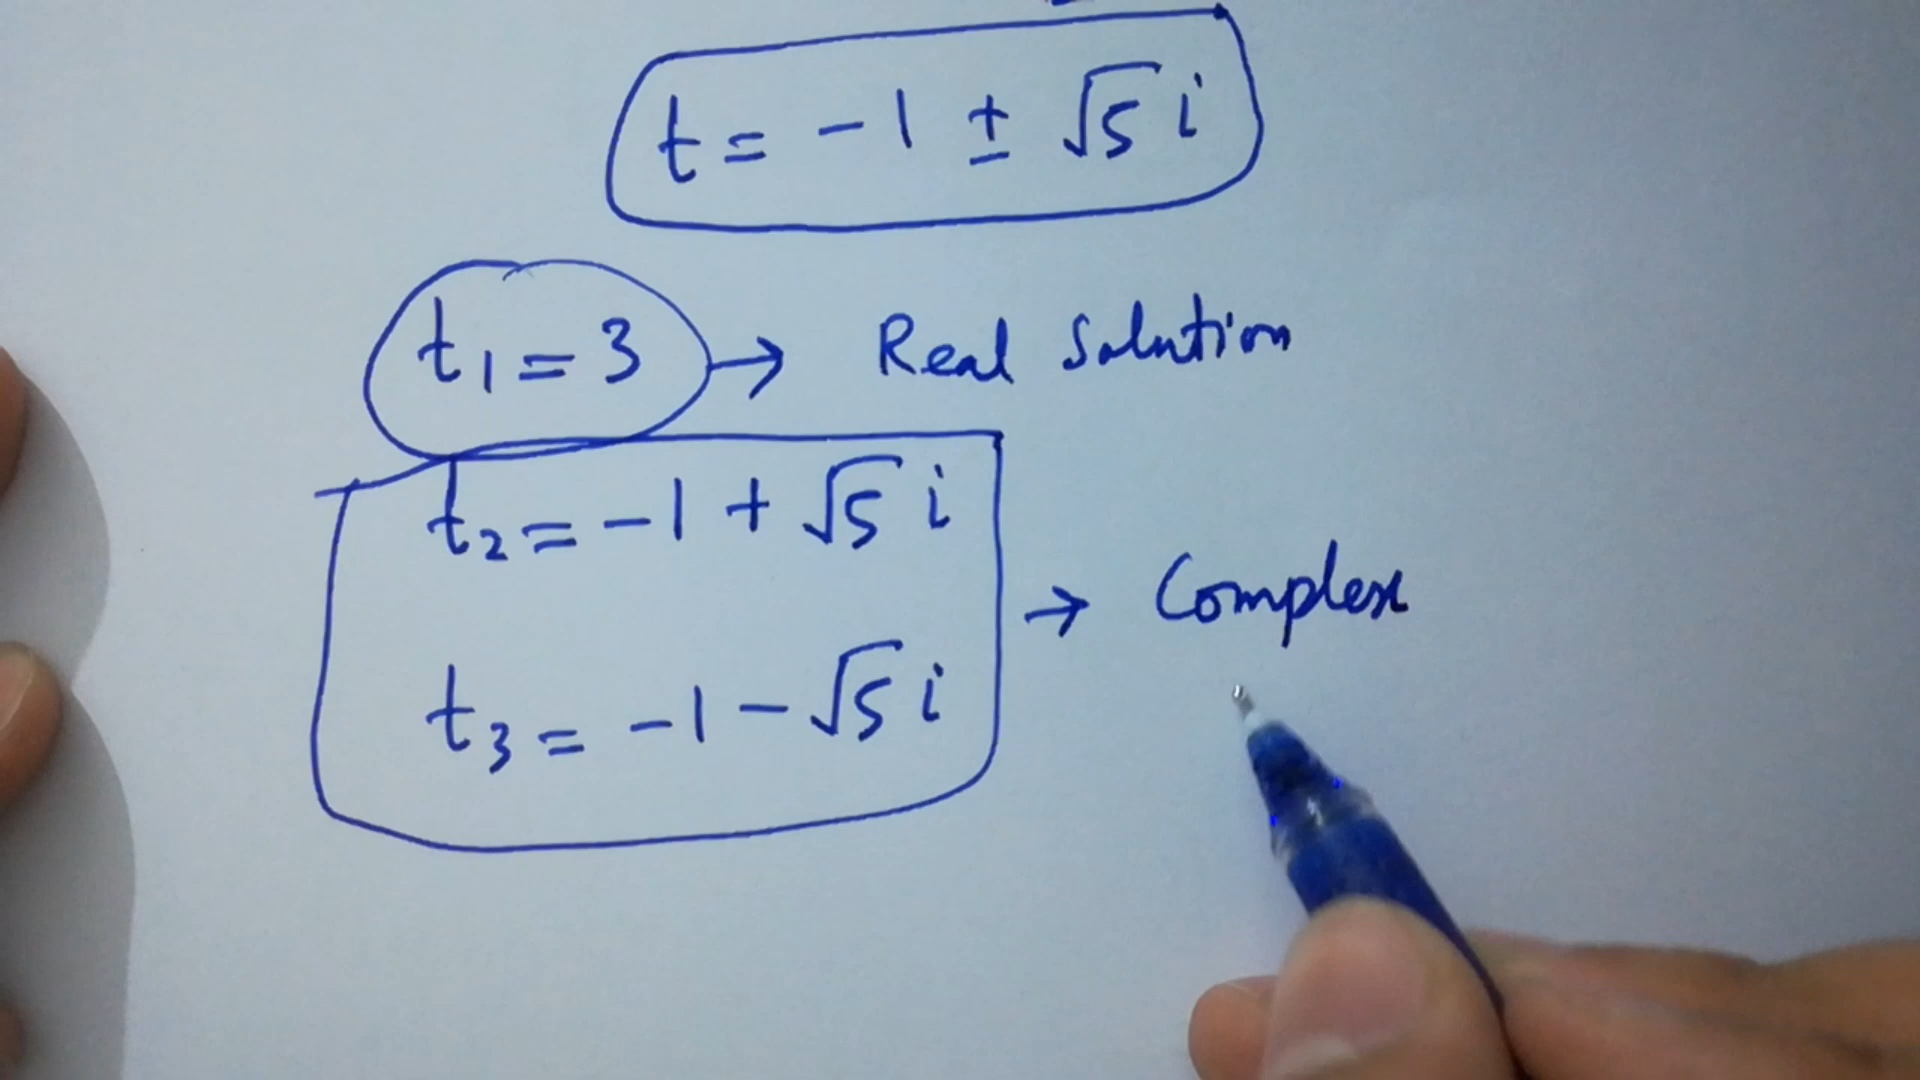 t = -1 ± √5 i
t₁ = 3 → Real Solution
t₂ = -1 + √5 i
→ Complex
t₃ = -1 - √5 i